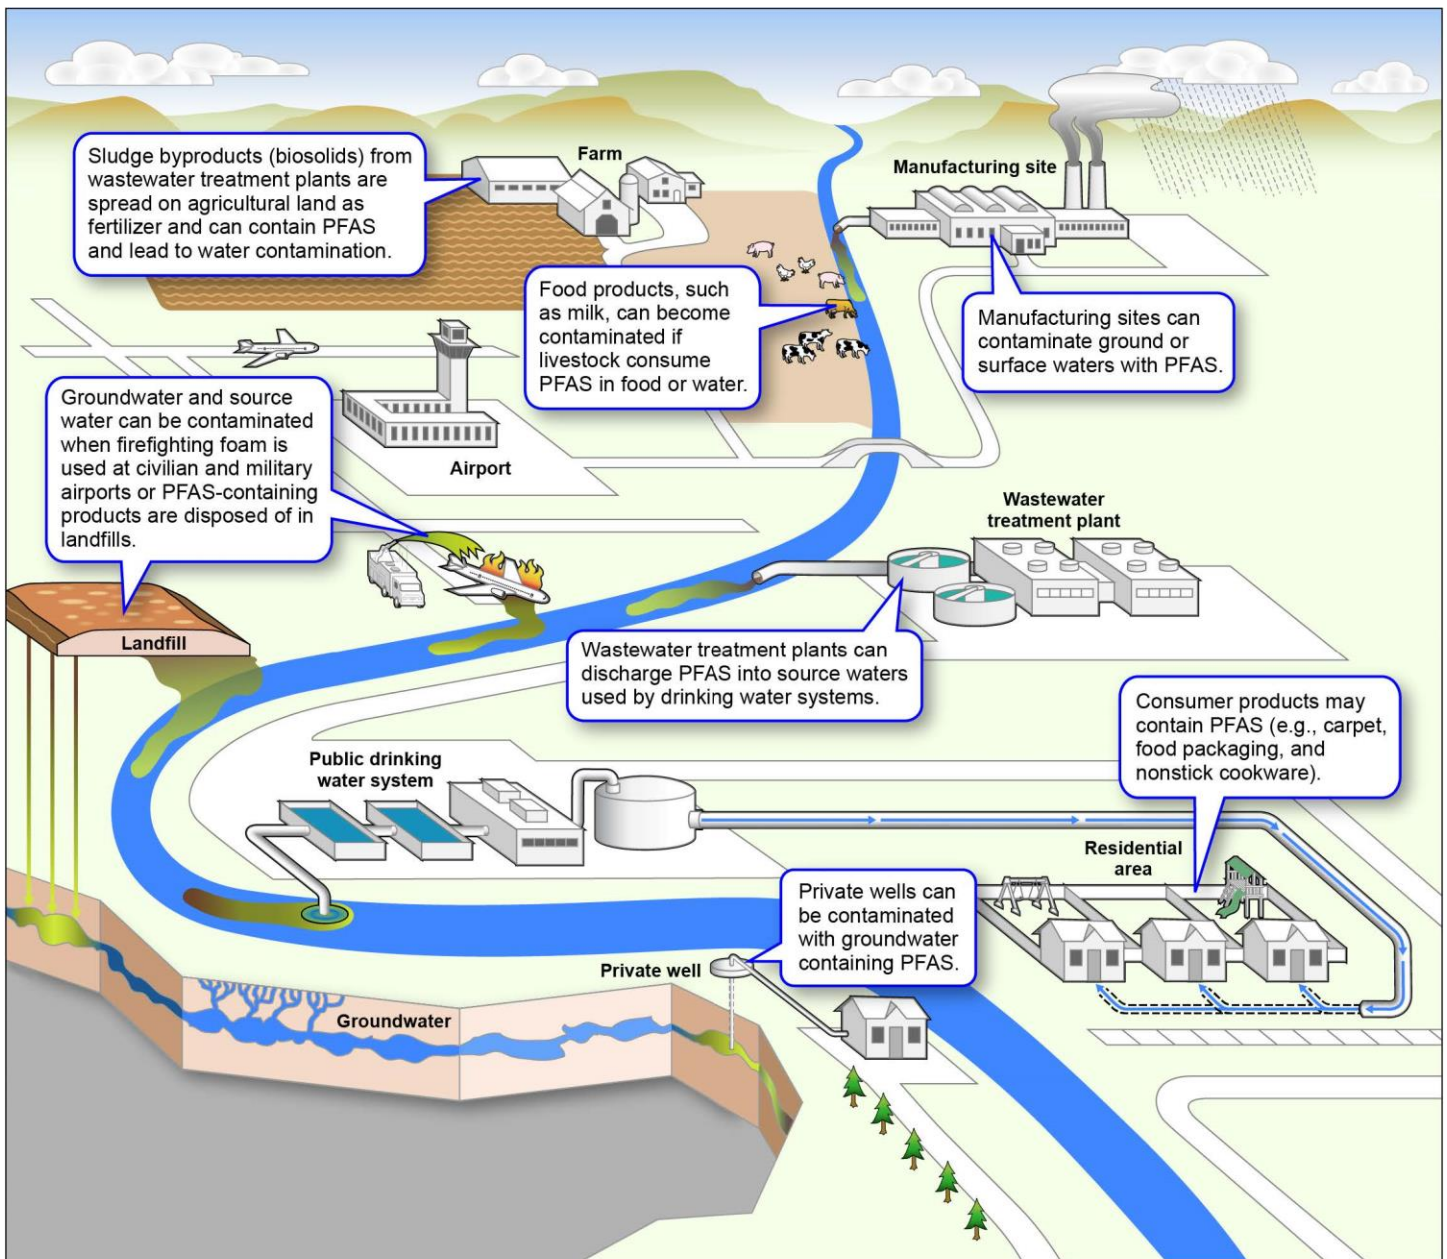 Farm
Manufacturing site
Sludge byproducts (biosolids) from
wastewater treatment plants are
spread on agricultural land as
fertilizer and can contain PFAS
and lead to water contamination.
Food products, such
as milk, can become
contaminated if
livestock consume
PFAS in food or water.
Manufacturing sites can
contaminate ground or
surface waters with PFAS.
Groundwater and source
water can be contaminated
when firefighting foam is
used at civilian and military
airports or PFAS-containing
products are disposed of in
landfills.
Airport
Wastewater
treatment plant
Landfill
Wastewater treatment plants can
discharge PFAS into source waters
used by drinking water systems.
Consumer products may
contain PFAS (e.g., carpet,
food packaging, and
nonstick cookware).
Public drinking
water system
Residential
area
Private wells can
be contaminated
with groundwater
containing PFAS.
Private well
Groundwater